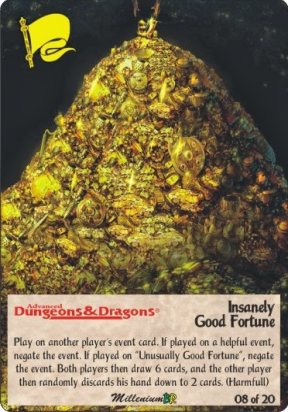 Advanced
Dungeons&Dragons®
Insanely
Good Fortune
Play on another player's event card. If played on a helpful event,
negate the event. If played on "Unusually Good Fortune", negate
the event. Both players then draw 6 cards, and the other player
then randomly discards his hand down to 2 cards. (Harmfull)
Millenium
08 of 20